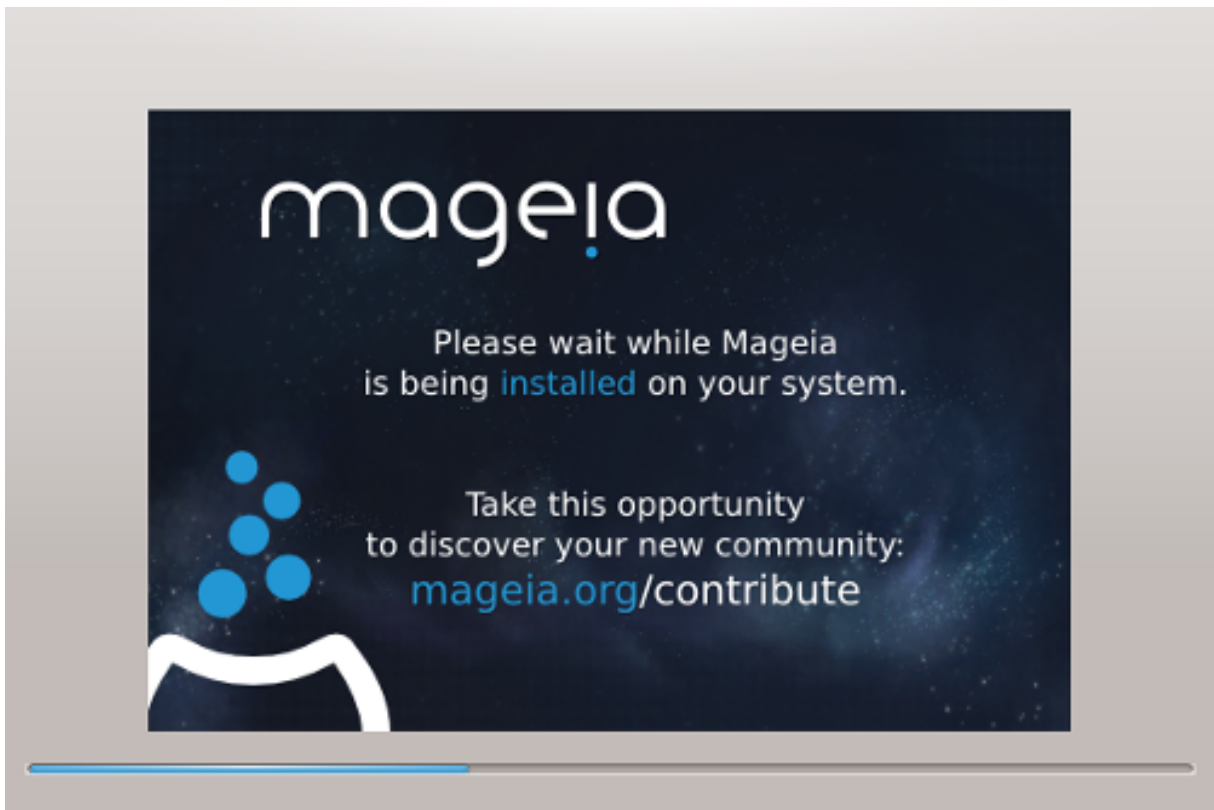 mageia
Please wait while Mageia
is being installed on your system.
Take this opportunity
to discover your new community:
mageia.org/contribute